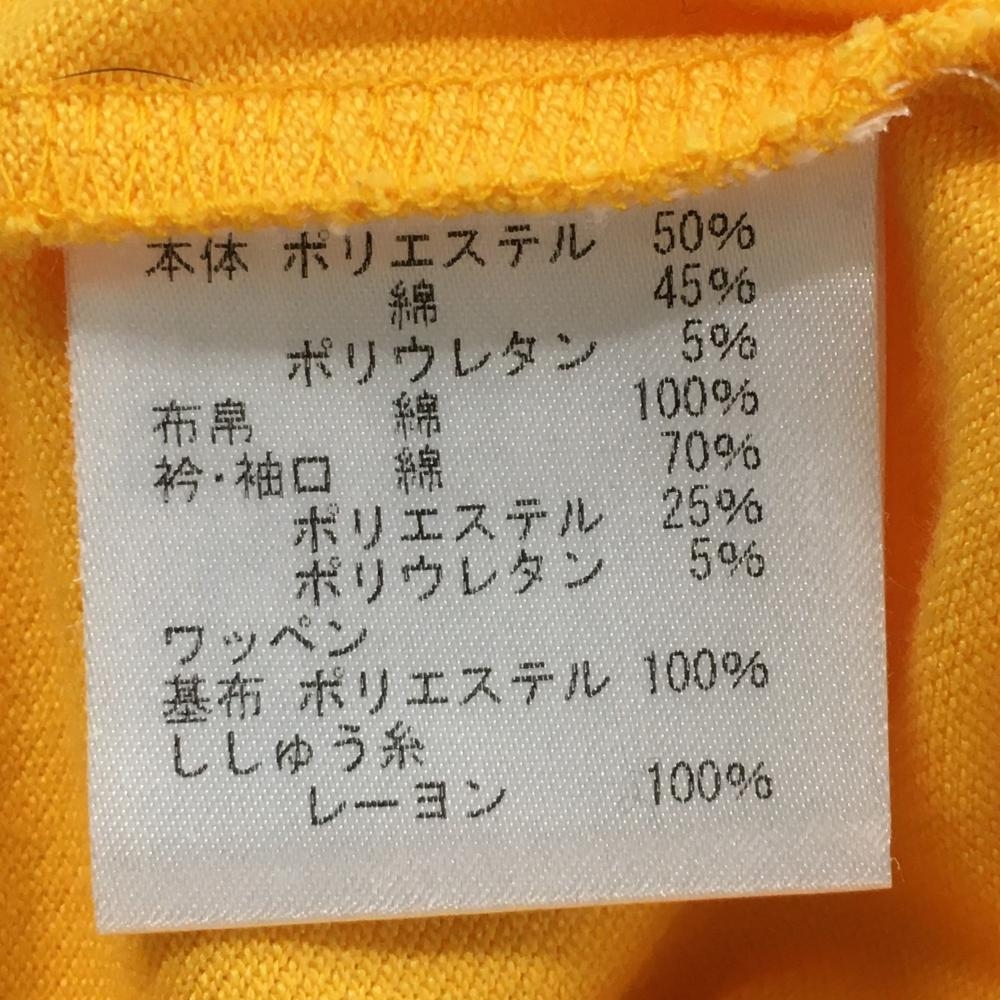 本体 ポリエステル 50%
綿 45%
ポリウレタン 5%
布帛 綿 100%
衿・袖口 綿 70%
ポリエステル 25%
ポリウレタン 5%
ワッペン
基布 ポリエステル 100%
ししゅう糸
レーヨン 100%